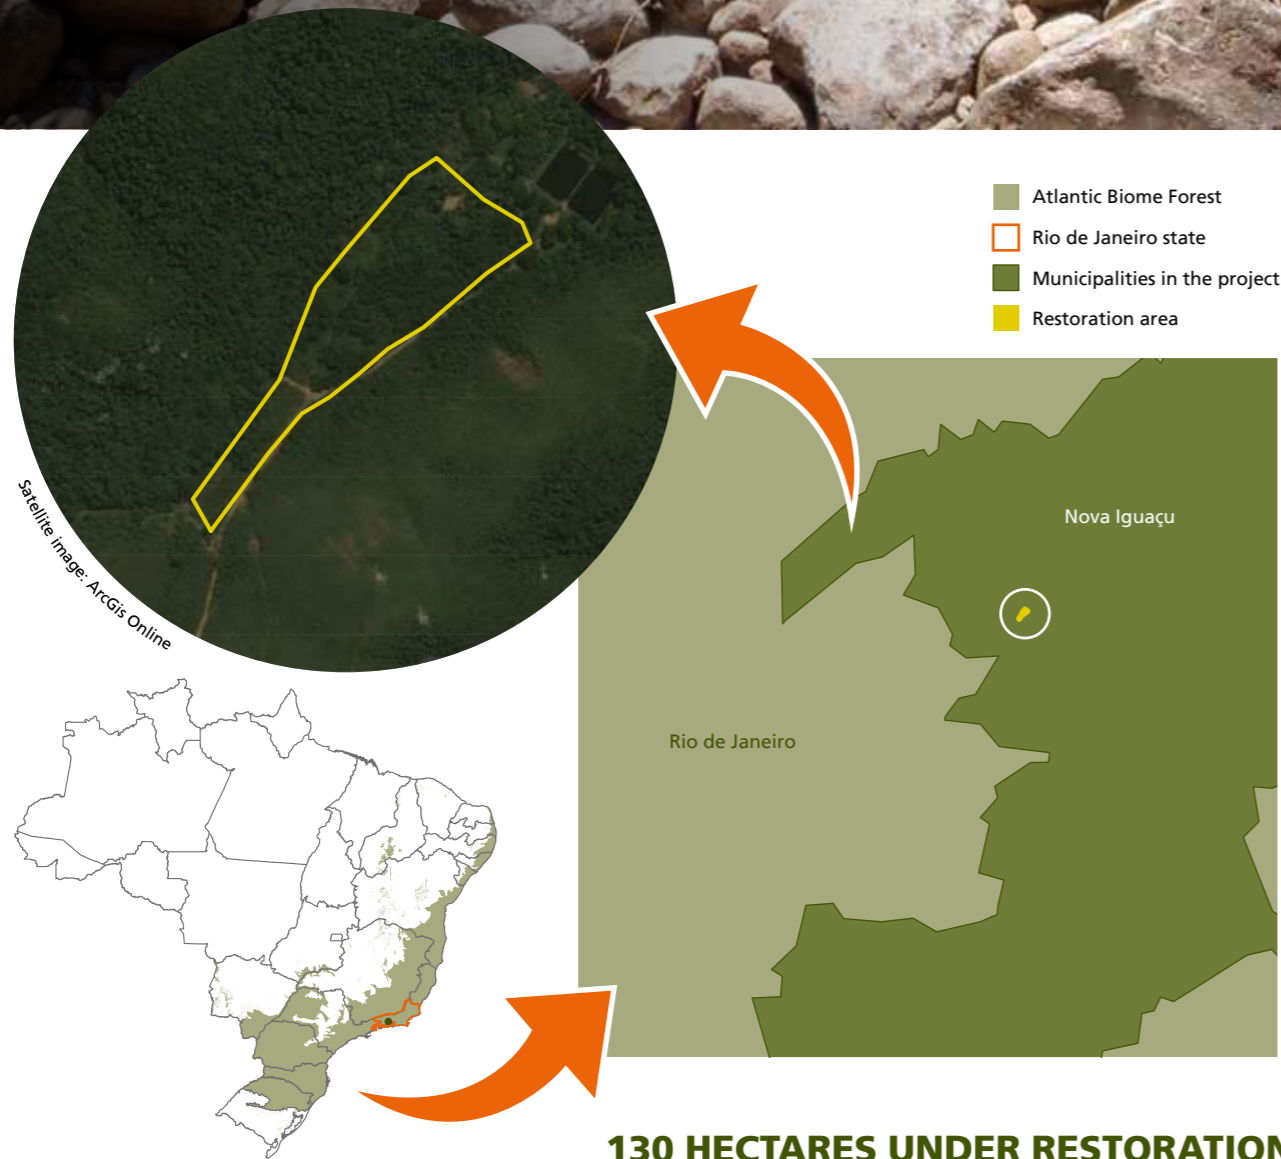 Atlantic Biome Forest
Rio de Janeiro state
Municipalities in the project
Restoration area
Nova Iguaçu
Satellite image: ArcGis Online
Rio de Janeiro
130 HECTARES UNDER RESTORATION